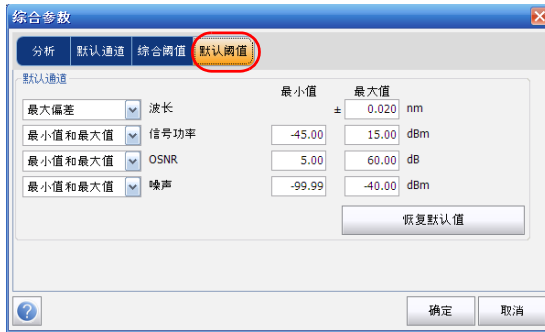 综合参数
分析 默认通道 综合阈值 默认阈值
默认通道
最小值 最大值
最大偏差 波长 ± 0.020 nm
最小值和最大值 信号功率 -45.00 15.00 dBm
最小值和最大值 OSNR 5.00 60.00 dB
最小值和最大值 噪声 -99.99 -40.00 dBm
恢复默认值
? 确定 取消